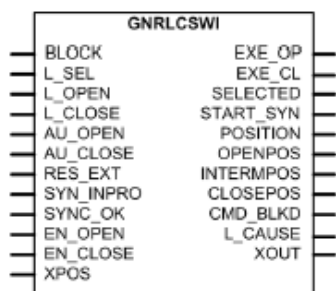 GNRLCSWI
BLOCK EXE_OP
L_SEL EXE_CL
L_OPEN SELECTED
L_CLOSE START_SYN
AU_OPEN POSITION
AU_CLOSE OPENPOS
RES_EXT INTERMPOS
SYN_INPRO CLOSEPOS
SYNC_OK CMD_BLKD
EN_OPEN L_CAUSE
EN_CLOSE XOUT
XPOS